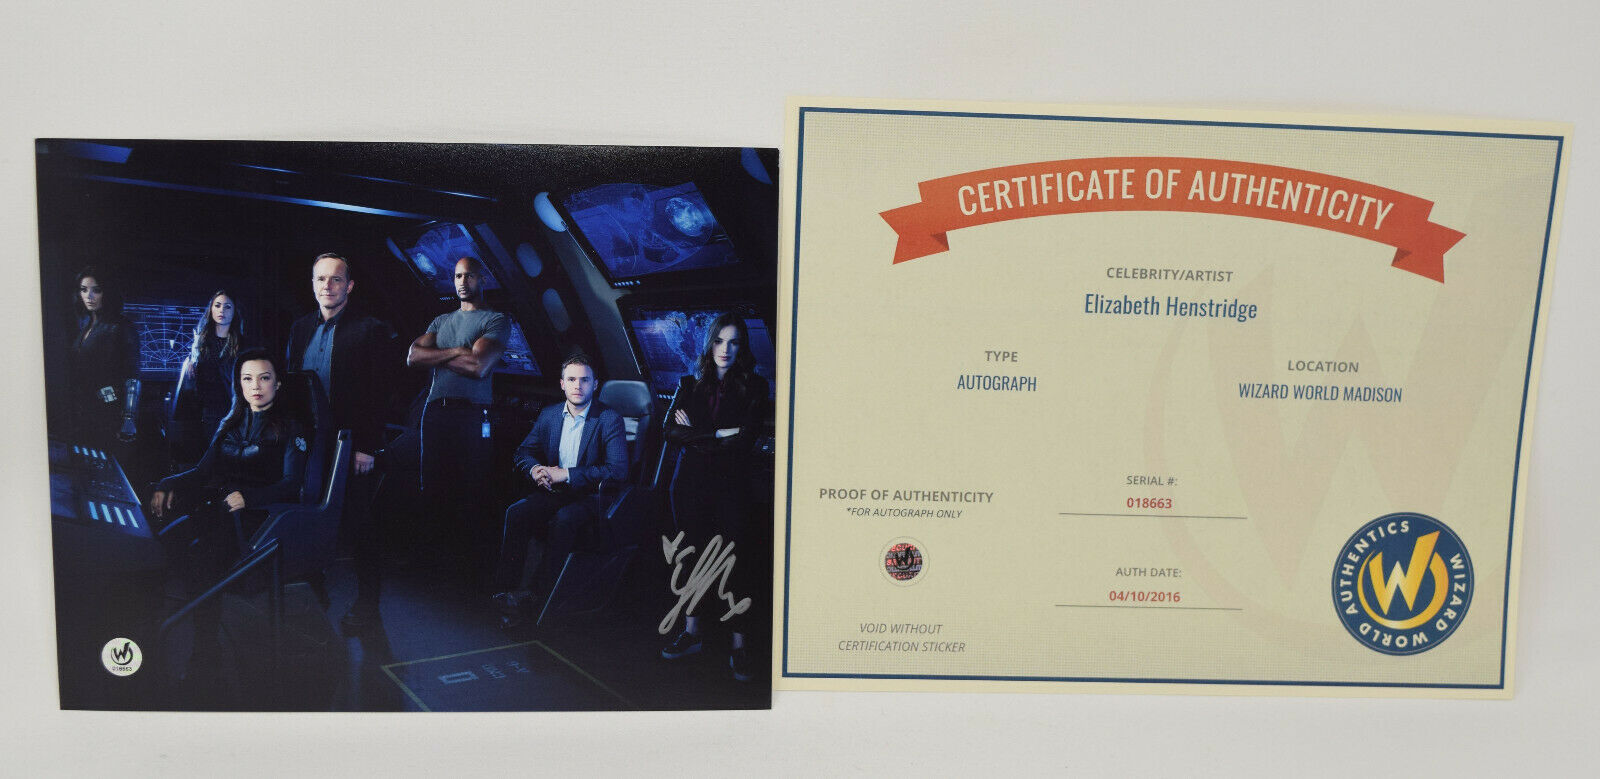 018663
CERTIFICATE OF AUTHENTICITY
CELEBRITY/ARTIST
Elizabeth Henstridge
TYPE
AUTOGRAPH
LOCATION
WIZARD WORLD MADISON
PROOF OF AUTHENTICITY
*FOR AUTOGRAPH ONLY
SERIAL #:
018663
AUTH DATE:
04/10/2016
VOID WITHOUT
CERTIFICATION STICKER
WIZARD WORLD AUTHENTICS
W